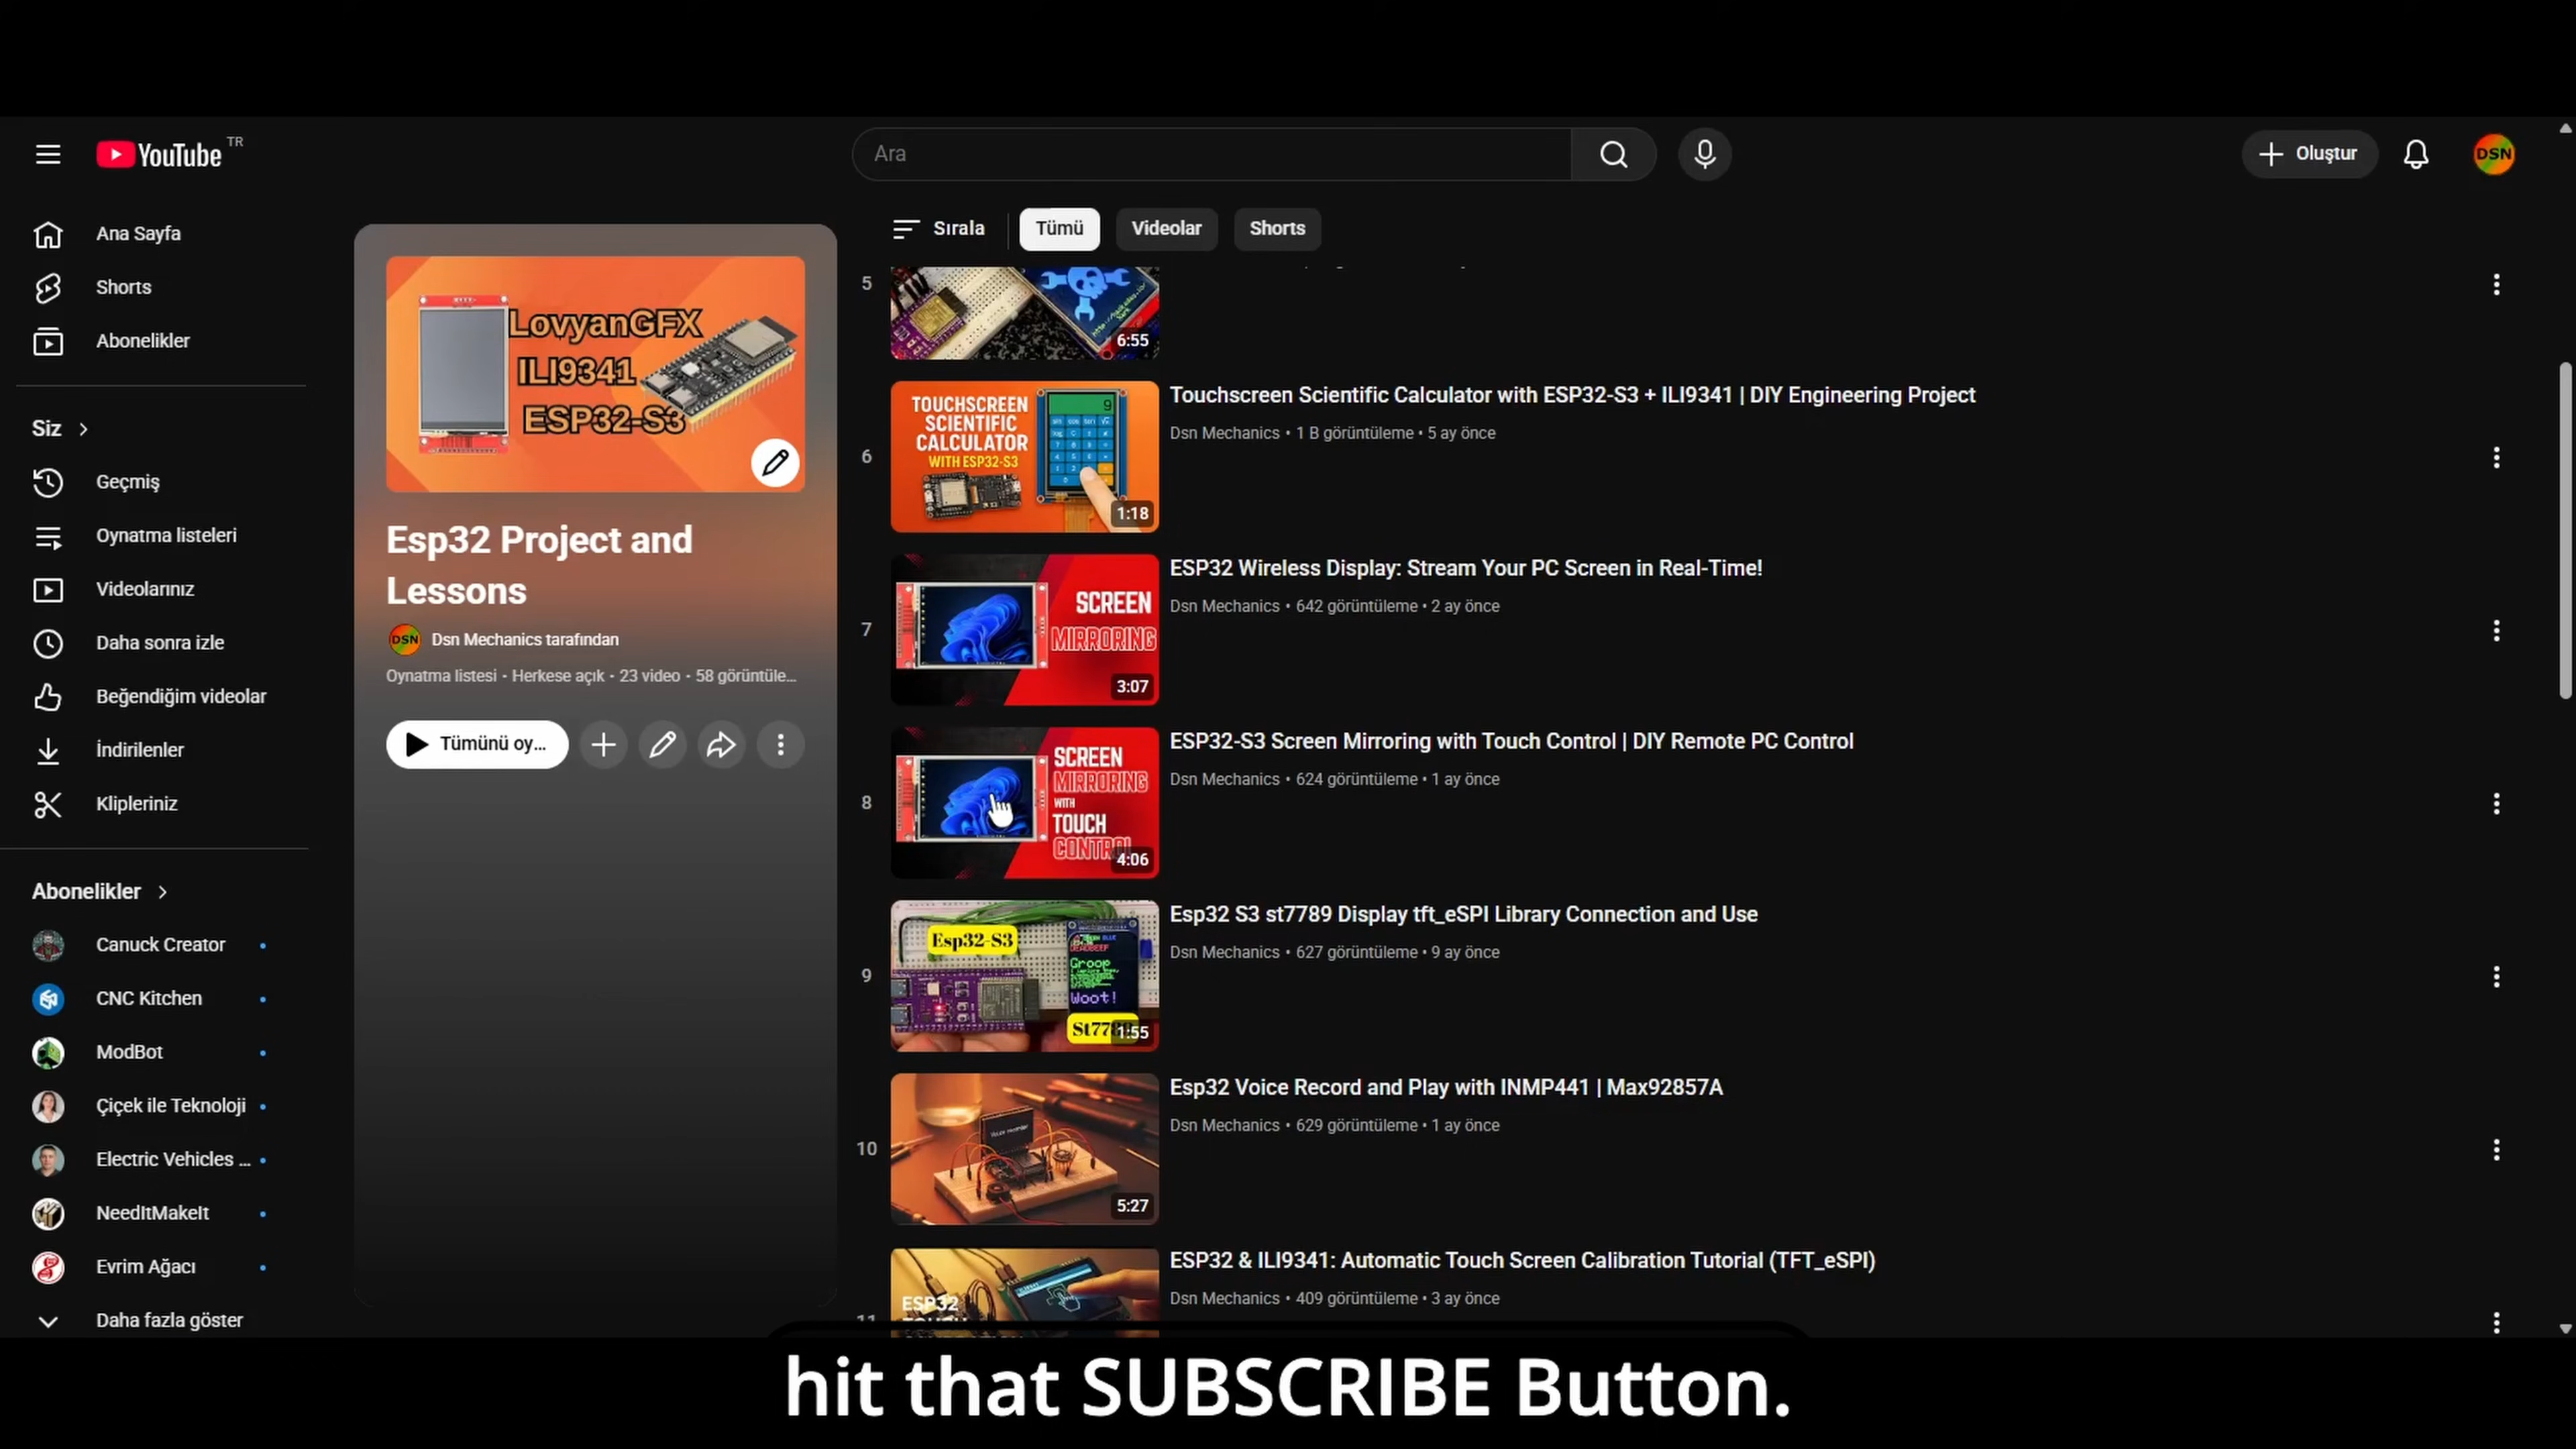 YouTube TR
Ara
Oluştur
DSN
Ana Sayfa
Shorts
Abonelikler
Siz
Geçmiş
Oynatma listeleri
Videolarınız
Daha sonra izle
Beğendiğim videolar
İndirilenler
Klipleriniz
Abonelikler
Canuck Creator
CNC Kitchen
ModBot
Çiçek ile Teknoloji
Electric Vehicles ...
NeedItMakeIt
Evrim Ağacı
Daha fazla göster
LovyanGFX
ILI9341
ESP32-S3
Esp32 Project and
Lessons
DSN
Dsn Mechanics tarafından
Oynatma listesi • Herkese açık • 23 video • 58 görüntüle...
Tümünü oy...
Sırala
Tümü
Videolar
Shorts
5
6:55
6
TOUCHSCREEN
SCIENTIFIC
CALCULATOR
WITH ESP32-S3
9
1:18
Touchscreen Scientific Calculator with ESP32-S3 + ILI9341 | DIY Engineering Project
Dsn Mechanics • 1 B görüntüleme • 5 ay önce
7
SCREEN
MIRRORING
3:07
ESP32 Wireless Display: Stream Your PC Screen in Real-Time!
Dsn Mechanics • 642 görüntüleme • 2 ay önce
8
SCREEN
MIRRORING
WITH
TOUCH
CONTROL
4:06
ESP32-S3 Screen Mirroring with Touch Control | DIY Remote PC Control
Dsn Mechanics • 624 görüntüleme • 1 ay önce
9
Esp32-S3
Groop
Woot!
1:55
Esp32 S3 st7789 Display tft_eSPI Library Connection and Use
Dsn Mechanics • 627 görüntüleme • 9 ay önce
10
5:27
Esp32 Voice Record and Play with INMP441 | Max92857A
Dsn Mechanics • 629 görüntüleme • 1 ay önce
11
ESP32
ESP32 & ILI9341: Automatic Touch Screen Calibration Tutorial (TFT_eSPI)
Dsn Mechanics • 409 görüntüleme • 3 ay önce
hit that SUBSCRIBE Button.